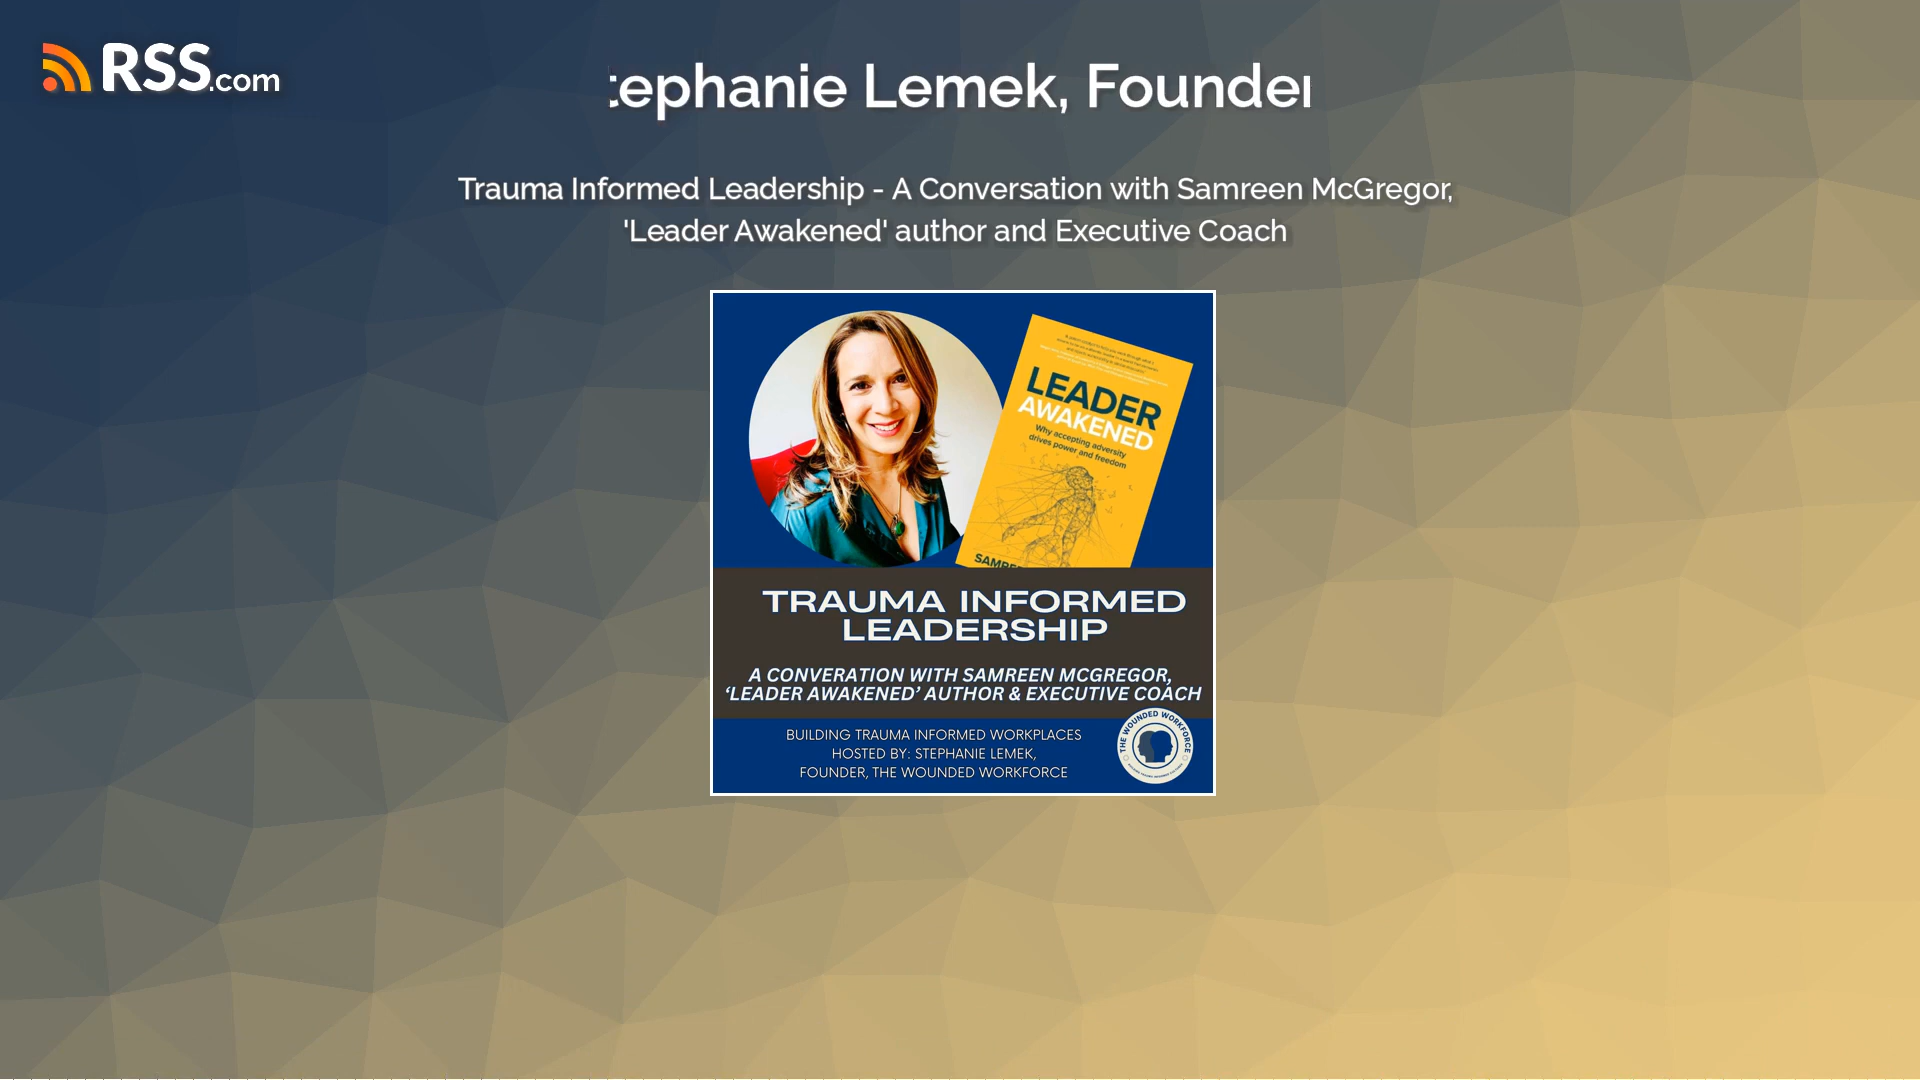 RSS.com
tephanie Lemek, Founder
Trauma Informed Leadership - A Conversation with Samreen McGregor,
'Leader Awakened' author and Executive Coach
LEADER
AWAKENED
Why accepting adversity
drives power and freedom
TRAUMA INFORMED
LEADERSHIP
A CONVERATION WITH SAMREEN MCGREGOR,
‘LEADER AWAKENED’ AUTHOR & EXECUTIVE COACH
BUILDING TRAUMA INFORMED WORKPLACES
HOSTED BY: STEPHANIE LEMEK,
FOUNDER, THE WOUNDED WORKFORCE
THE WOUNDED WORKFORCE